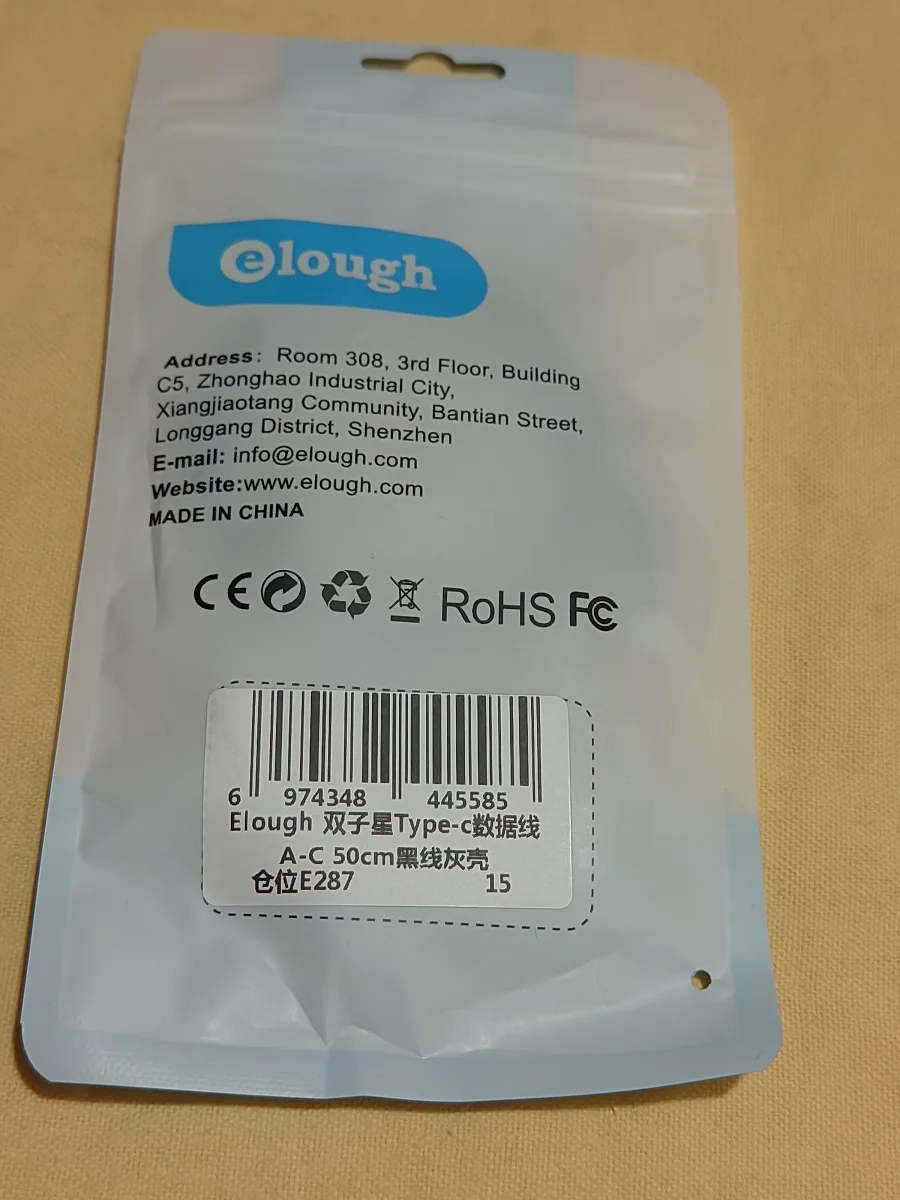 elough
Address: Room 308, 3rd Floor, Building
C5, Zhonghao Industrial City,
Xiangjiaotang Community, Bantian Street,
Longgang District, Shenzhen
E-mail: info@elough.com
Website:www.elough.com
MADE IN CHINA
CE RoHS FC
6 974348 445585
Elough 双子星Type-c数据线
A-C 50cm黑线灰壳
仓位E287 15